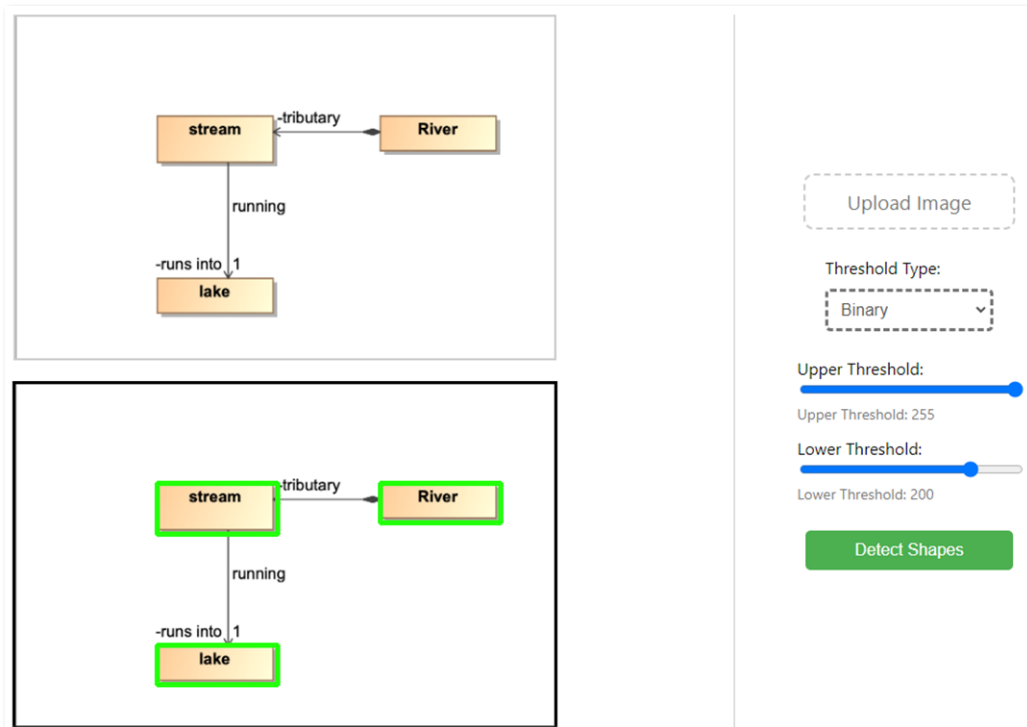 -tributary
stream
River
running
-runs into 1
lake
-tributary
stream
River
running
-runs into 1
lake
Upload Image
Threshold Type:
Binary
Upper Threshold:
Upper Threshold: 255
Lower Threshold:
Lower Threshold: 200
Detect Shapes